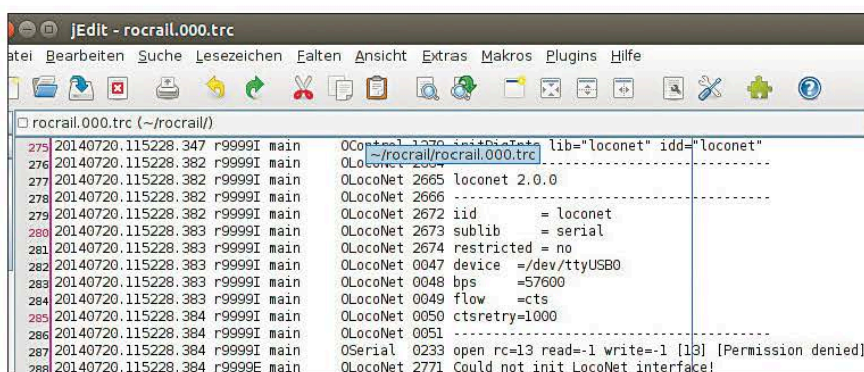 jEdit - rocrail.000.trc
atei Bearbeiten Suche Lesezeichen Falten Ansicht Extras Makros Plugins Hilfe
rocrail.000.trc (~/rocrail/)
275 20140720.115228.347 r9999I main OControl 1279 initDigInts lib="loconet" idd="loconet"
~/rocrail/rocrail.000.trc
276 20140720.115228.382 r9999I main OLocoNet 2664 ----------------------------------------
277 20140720.115228.382 r9999I main OLocoNet 2665 loconet 2.0.0
278 20140720.115228.382 r9999I main OLocoNet 2666 ----------------------------------------
279 20140720.115228.382 r9999I main OLocoNet 2672 iid = loconet
280 20140720.115228.383 r9999I main OLocoNet 2673 sublib = serial
281 20140720.115228.383 r9999I main OLocoNet 2674 restricted = no
282 20140720.115228.383 r9999I main OLocoNet 0047 device =/dev/ttyUSB0
283 20140720.115228.383 r9999I main OLocoNet 0048 bps =57600
284 20140720.115228.383 r9999I main OLocoNet 0049 flow =cts
285 20140720.115228.384 r9999I main OLocoNet 0050 ctsretry=1000
286 20140720.115228.384 r9999I main OLocoNet 0051 ----------------------------------------
287 20140720.115228.384 r9999I main OSerial 0233 open rc=13 read=-1 write=-1 [13] [Permission denied]
288 20140720.115228.384 r9999E main OLocoNet 2771 Could not init LocoNet interface!